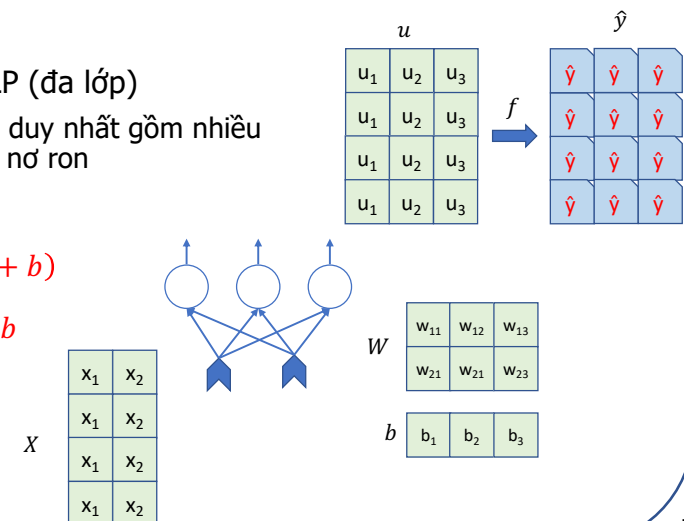 P (đa lớp)
duy nhất gồm nhiều
nơ ron
+ b)
b
u
u₁ u₂ u₃
u₁ u₂ u₃
u₁ u₂ u₃
u₁ u₂ u₃
f
ŷ
ŷ ŷ ŷ
ŷ ŷ ŷ
ŷ ŷ ŷ
ŷ ŷ ŷ
X
x₁ x₂
x₁ x₂
x₁ x₂
x₁ x₂
W
w₁₁ w₁₂ w₁₃
w₂₁ w₂₁ w₂₃
b
b₁ b₂ b₃